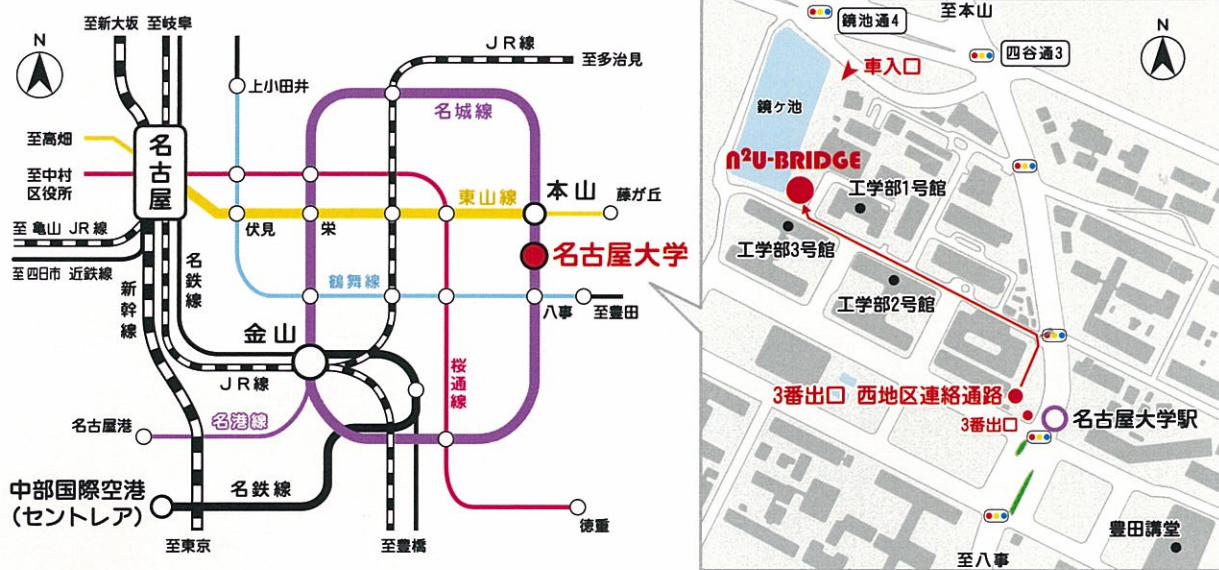 N
至新大阪
至岐阜
JR線
至多治見
上小田井
名城線
至高畑
名古屋
至中村
区役所
東山線
本山
藤が丘
伏見
栄
至亀山 JR線
至四日市 近鉄線
名古屋大学
新幹線
名鉄線
鶴舞線
八事
至豊田
金山
JR線
桜通線
名古屋港
名港線
中部国際空港
(セントレア)
名鉄線
徳重
至東京
至豊橋
鏡池通4
至本山
四谷通3
N
車入口
鏡ヶ池
n²U-BRIDGE
工学部1号館
工学部3号館
工学部2号館
3番出口 西地区連絡通路
3番出口
名古屋大学駅
豊田講堂
至八事